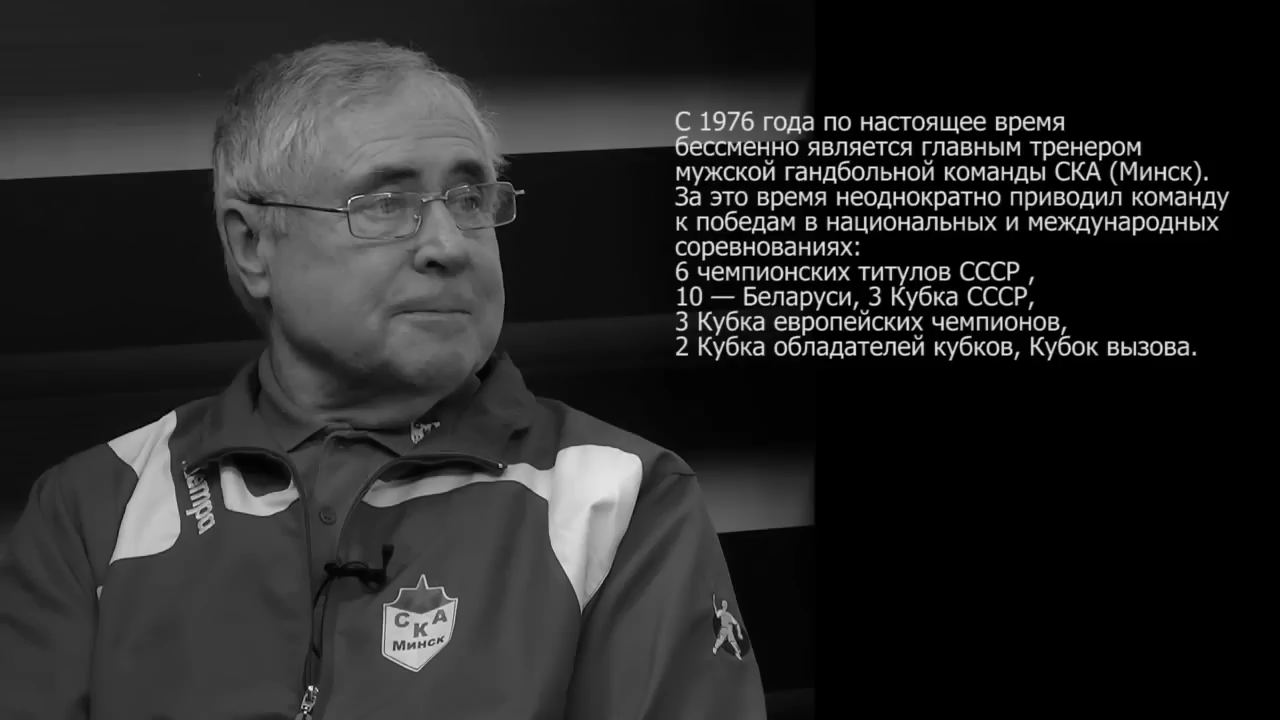 С 1976 года по настоящее время
бессменно является главным тренером
мужской гандбольной команды СКА (Минск).
За это время неоднократно приводил команду
к победам в национальных и международных
соревнованиях:
6 чемпионских титулов СССР ,
10 — Беларуси, 3 Кубка СССР,
3 Кубка европейских чемпионов,
2 Кубка обладателей кубков, Кубок вызова.
kempa
СКА
Минск